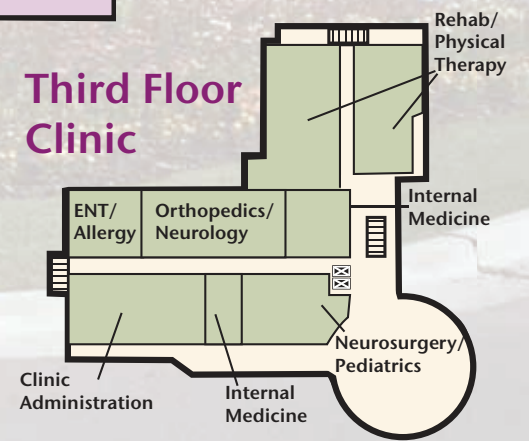 Rehab/
Physical
Therapy
Third Floor
Clinic
Internal
Medicine
ENT/
Allergy
Orthopedics/
Neurology
Neurosurgery/
Pediatrics
Clinic
Administration
Internal
Medicine